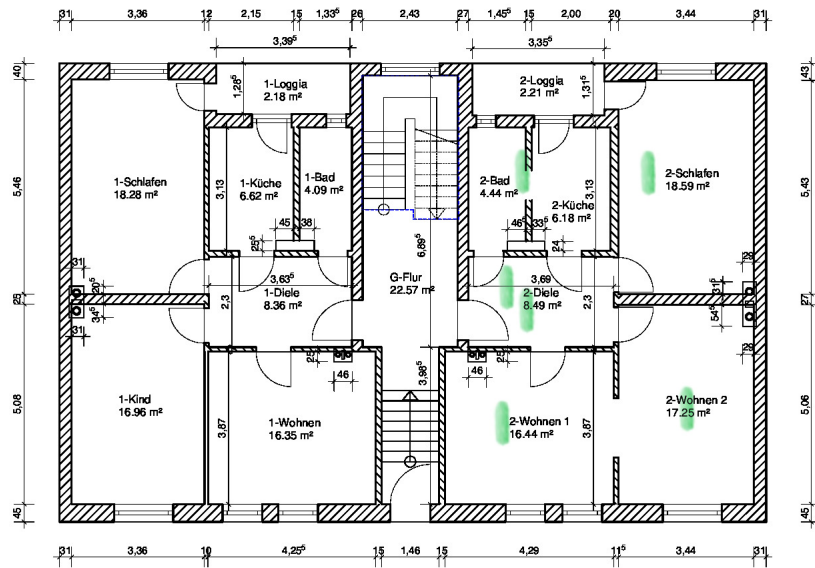 31 3,36 12 2,15 15 1,33⁵ 26 2,43 27 1,45⁵ 15 2,00 20 3,44 31
3,39⁵ 3,35⁵
40 1-Loggia 2-Loggia 43
2.18 m² 2.21 m²
1,28⁵ 1,31⁵
5,46 1-Schlafen 1-Küche 1-Bad 2-Bad 2-Schlafen 5,43
18.28 m² 6.62 m² 4.09 m² 4.44 m² 18.59 m²
3,13 2-Küche 3,13
6.18 m²
45 38 46⁵ 33⁵
25⁵ 6,89⁵ 24
31 3,63⁵ G-Flur 3,69
20⁵ 1-Diele 22.57 m² 2-Diele 31⁵
25 8.36 m² 2,3 8.49 m² 2,3 27
34⁵ 54⁵
31
25 3,98⁵ 25
46 46
5,08 1-Kind 2-Wohnen 2 5,06
16.96 m² 17.25 m²
3,87 1-Wohnen 2-Wohnen 1 3,87
16.35 m² 16.44 m²
45 45
31 3,36 10 4,25⁵ 15 1,46 15 4,29 11⁵ 3,44 31